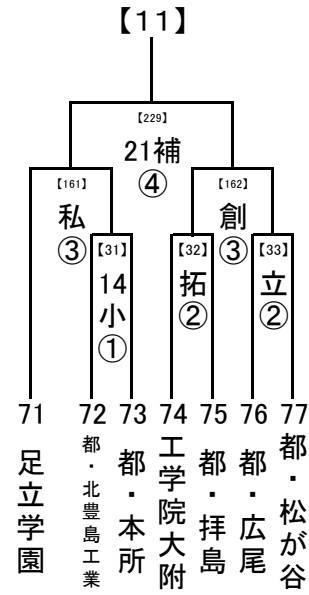 【11】
【229】
21補
④
【161】
私
③
【162】
創
③
【31】
14
小
①
【32】
拓
②
【33】
立
②
71
足立学園
72
都・北豊島工業
73
都・本所
74
工学院大附
75
都・拝島
76
都・広尾
77
都・松が谷